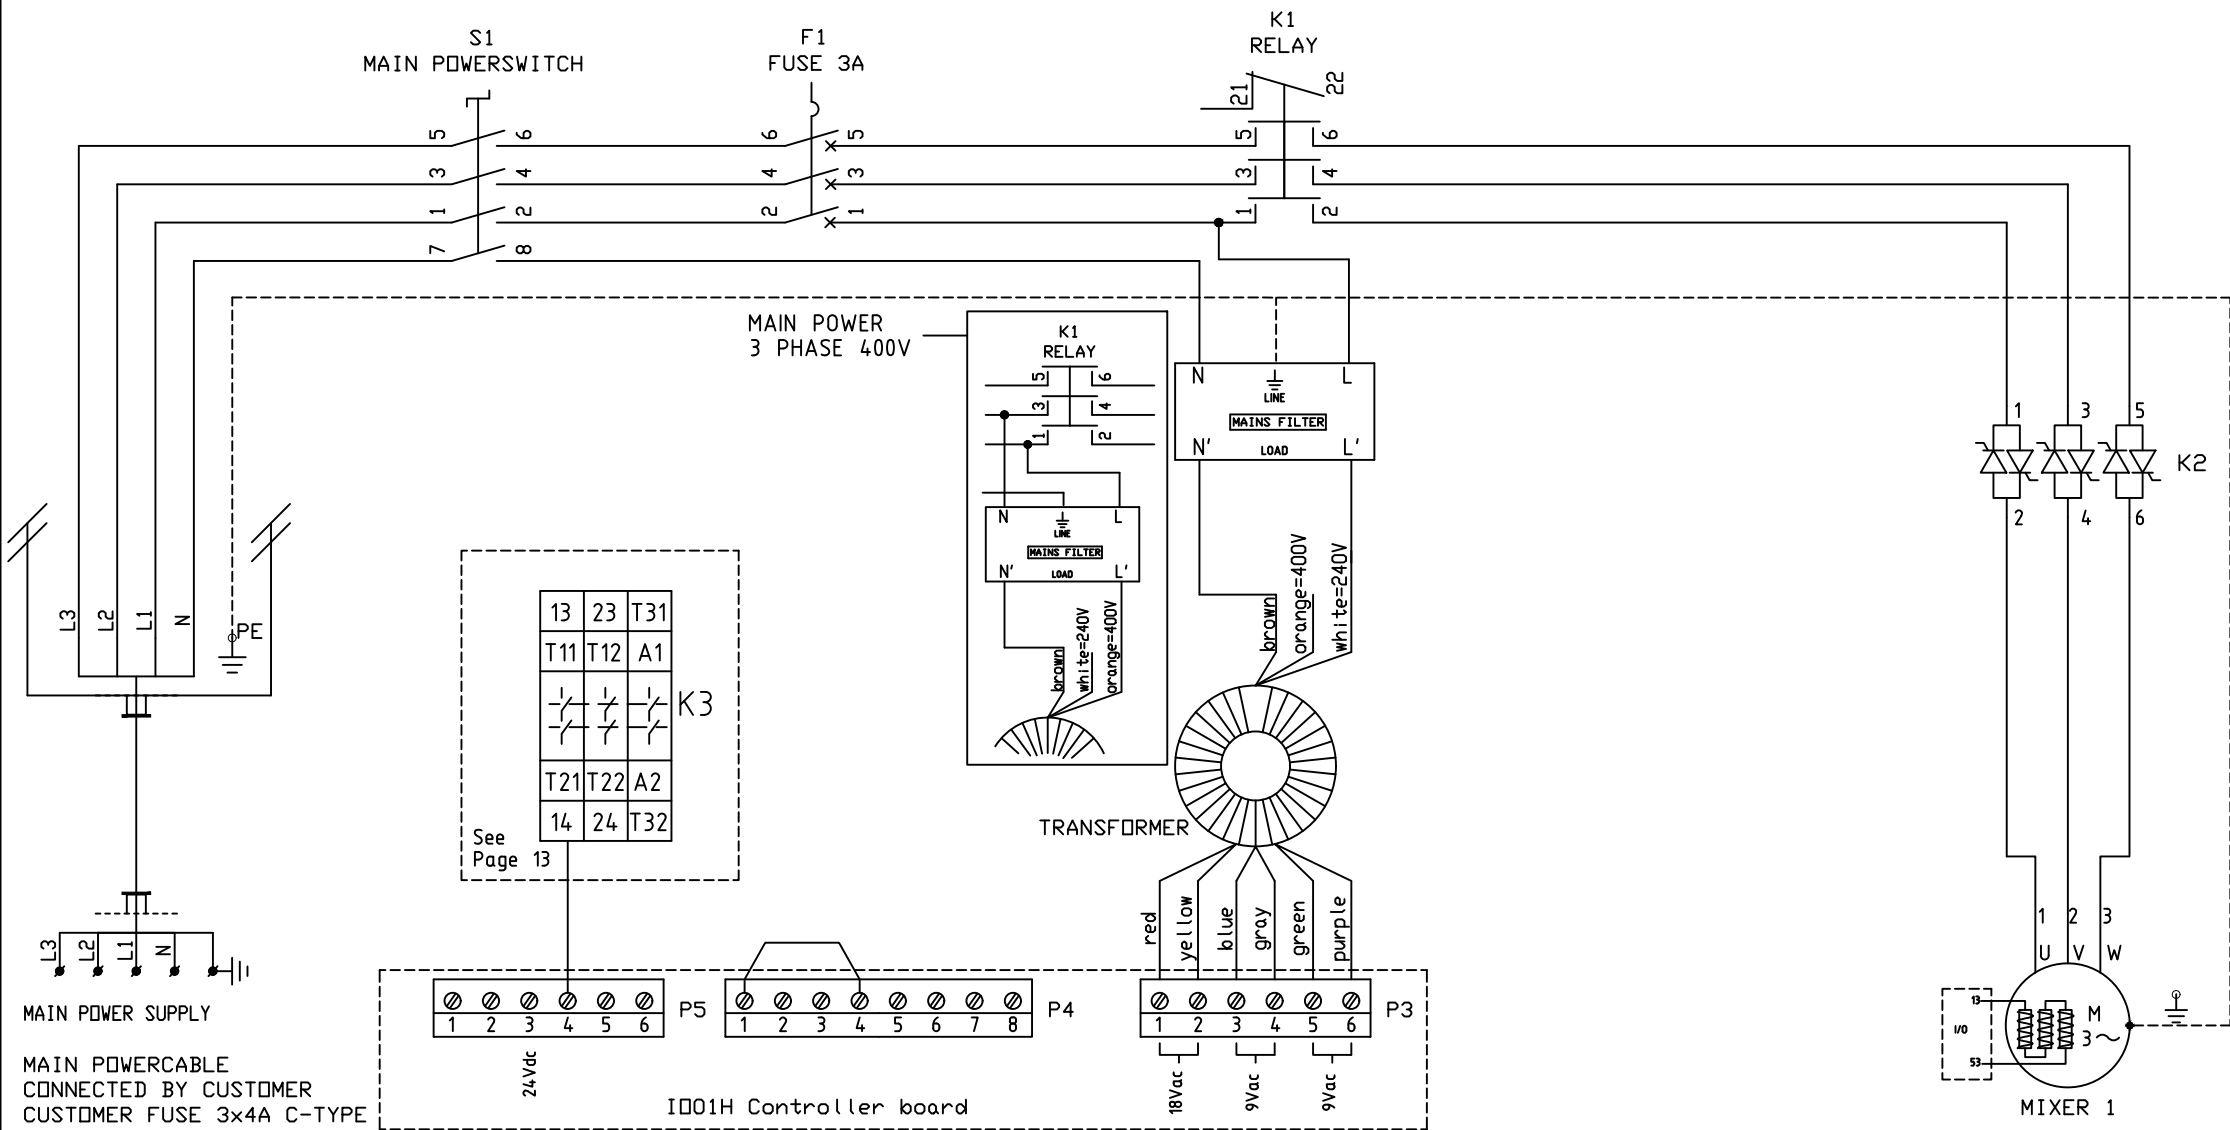 S1
MAIN POWERSWITCH
F1
FUSE 3A
K1
RELAY
21
22
5 6 6 5 5 6
3 4 4 3 3 4
1 2 2 1 1 2
7 8
MAIN POWER
3 PHASE 400V
K1
RELAY
5 6
3 4
1 2
N L
LINE
MAINS FILTER
LOAD
N' L'
brown
white=240V
orange=400V
N L
LINE
MAINS FILTER
LOAD
N' L'
brown
orange=400V
white=240V
1 3 5
K2
2 4 6
L3
L2
L1
N
PE
13 23 T31
T11 T12 A1
K3
T21 T22 A2
14 24 T32
See
Page 13
TRANSFORMER
red
yellow
blue
gray
green
purple
L3
L2
L1
N
MAIN POWER SUPPLY
MAIN POWERCABLE
CONNECTED BY CUSTOMER
CUSTOMER FUSE 3x4A C-TYPE
P5
1 2 3 4 5 6
24Vdc
P4
1 2 3 4 5 6 7 8
P3
1 2 3 4 5 6
18Vac
9Vac
9Vac
IO01H Controller board
1 2 3
U V W
13
I/O
53
M
3~
MIXER 1